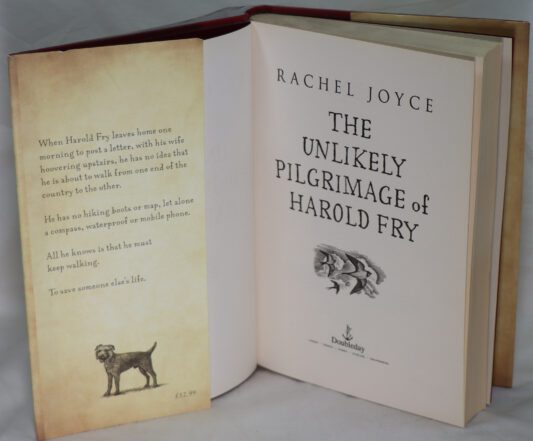 When Harold Fry leaves home one
morning to post a letter, with his wife
hoovering upstairs, he has no idea that
he is about to walk from one end of the
country to the other.
He has no hiking boots or map, let alone
a compass, waterproof or mobile phone.
All he knows is that he must
keep walking.
To save someone else's life.
£12.99
RACHEL JOYCE
THE
UNLIKELY
PILGRIMAGE of
HAROLD FRY
Doubleday